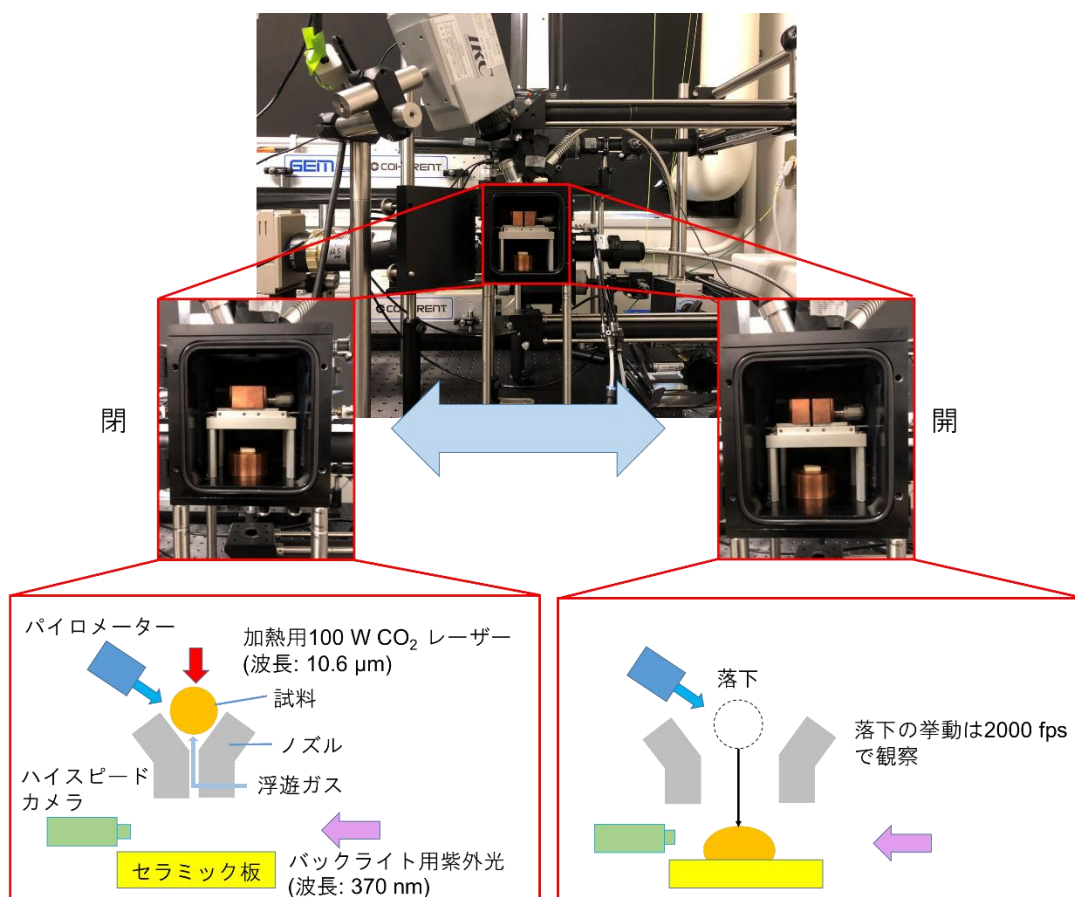 IRC
GEM
COHERENT
COHERENT
閉
開
パイロメーター
加熱用100 W CO₂ レーザー
(波長: 10.6 μm)
試料
ノズル
浮遊ガス
ハイスピード
カメラ
セラミック板
バックライト用紫外光
(波長: 370 nm)
落下
落下の挙動は2000 fps
で観察